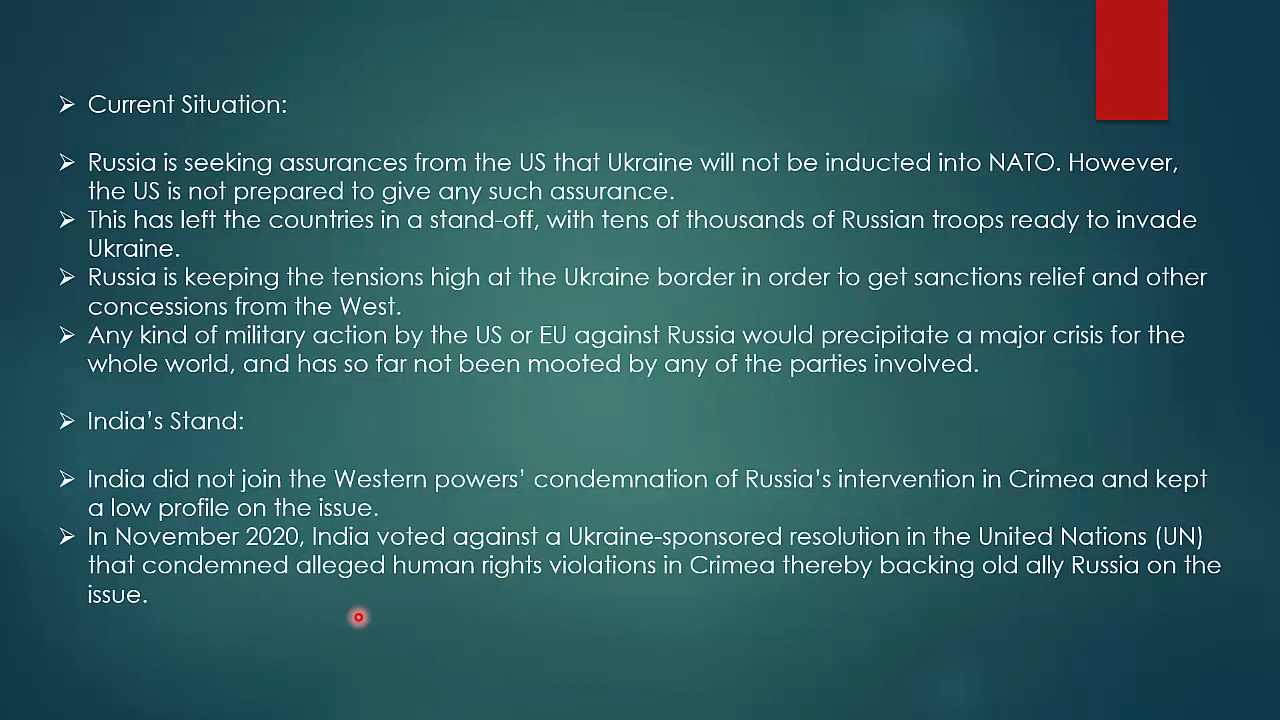 ➢ Current Situation:
➢ Russia is seeking assurances from the US that Ukraine will not be inducted into NATO. However,
the US is not prepared to give any such assurance.
➢ This has left the countries in a stand-off, with tens of thousands of Russian troops ready to invade
Ukraine.
➢ Russia is keeping the tensions high at the Ukraine border in order to get sanctions relief and other
concessions from the West.
➢ Any kind of military action by the US or EU against Russia would precipitate a major crisis for the
whole world, and has so far not been mooted by any of the parties involved.
➢ India’s Stand:
➢ India did not join the Western powers’ condemnation of Russia’s intervention in Crimea and kept
a low profile on the issue.
➢ In November 2020, India voted against a Ukraine-sponsored resolution in the United Nations (UN)
that condemned alleged human rights violations in Crimea thereby backing old ally Russia on the
issue.